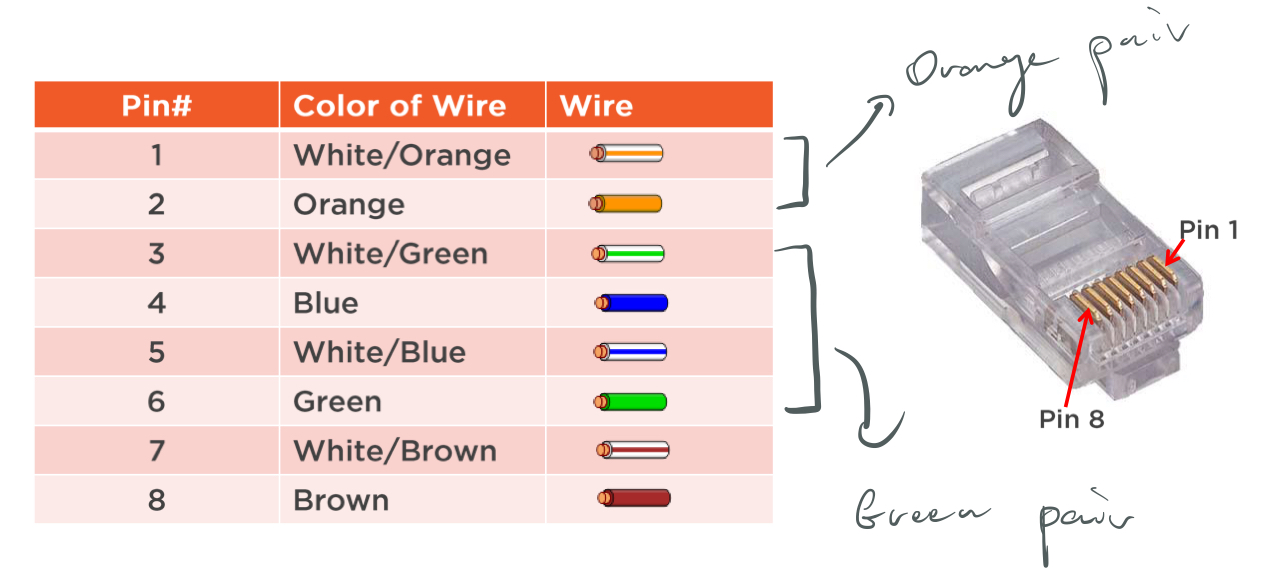 Orange pair
Pin# Color of Wire Wire
1 White/Orange
2 Orange
3 White/Green
4 Blue
5 White/Blue
6 Green
7 White/Brown
8 Brown
Pin 1
Pin 8
Green pair